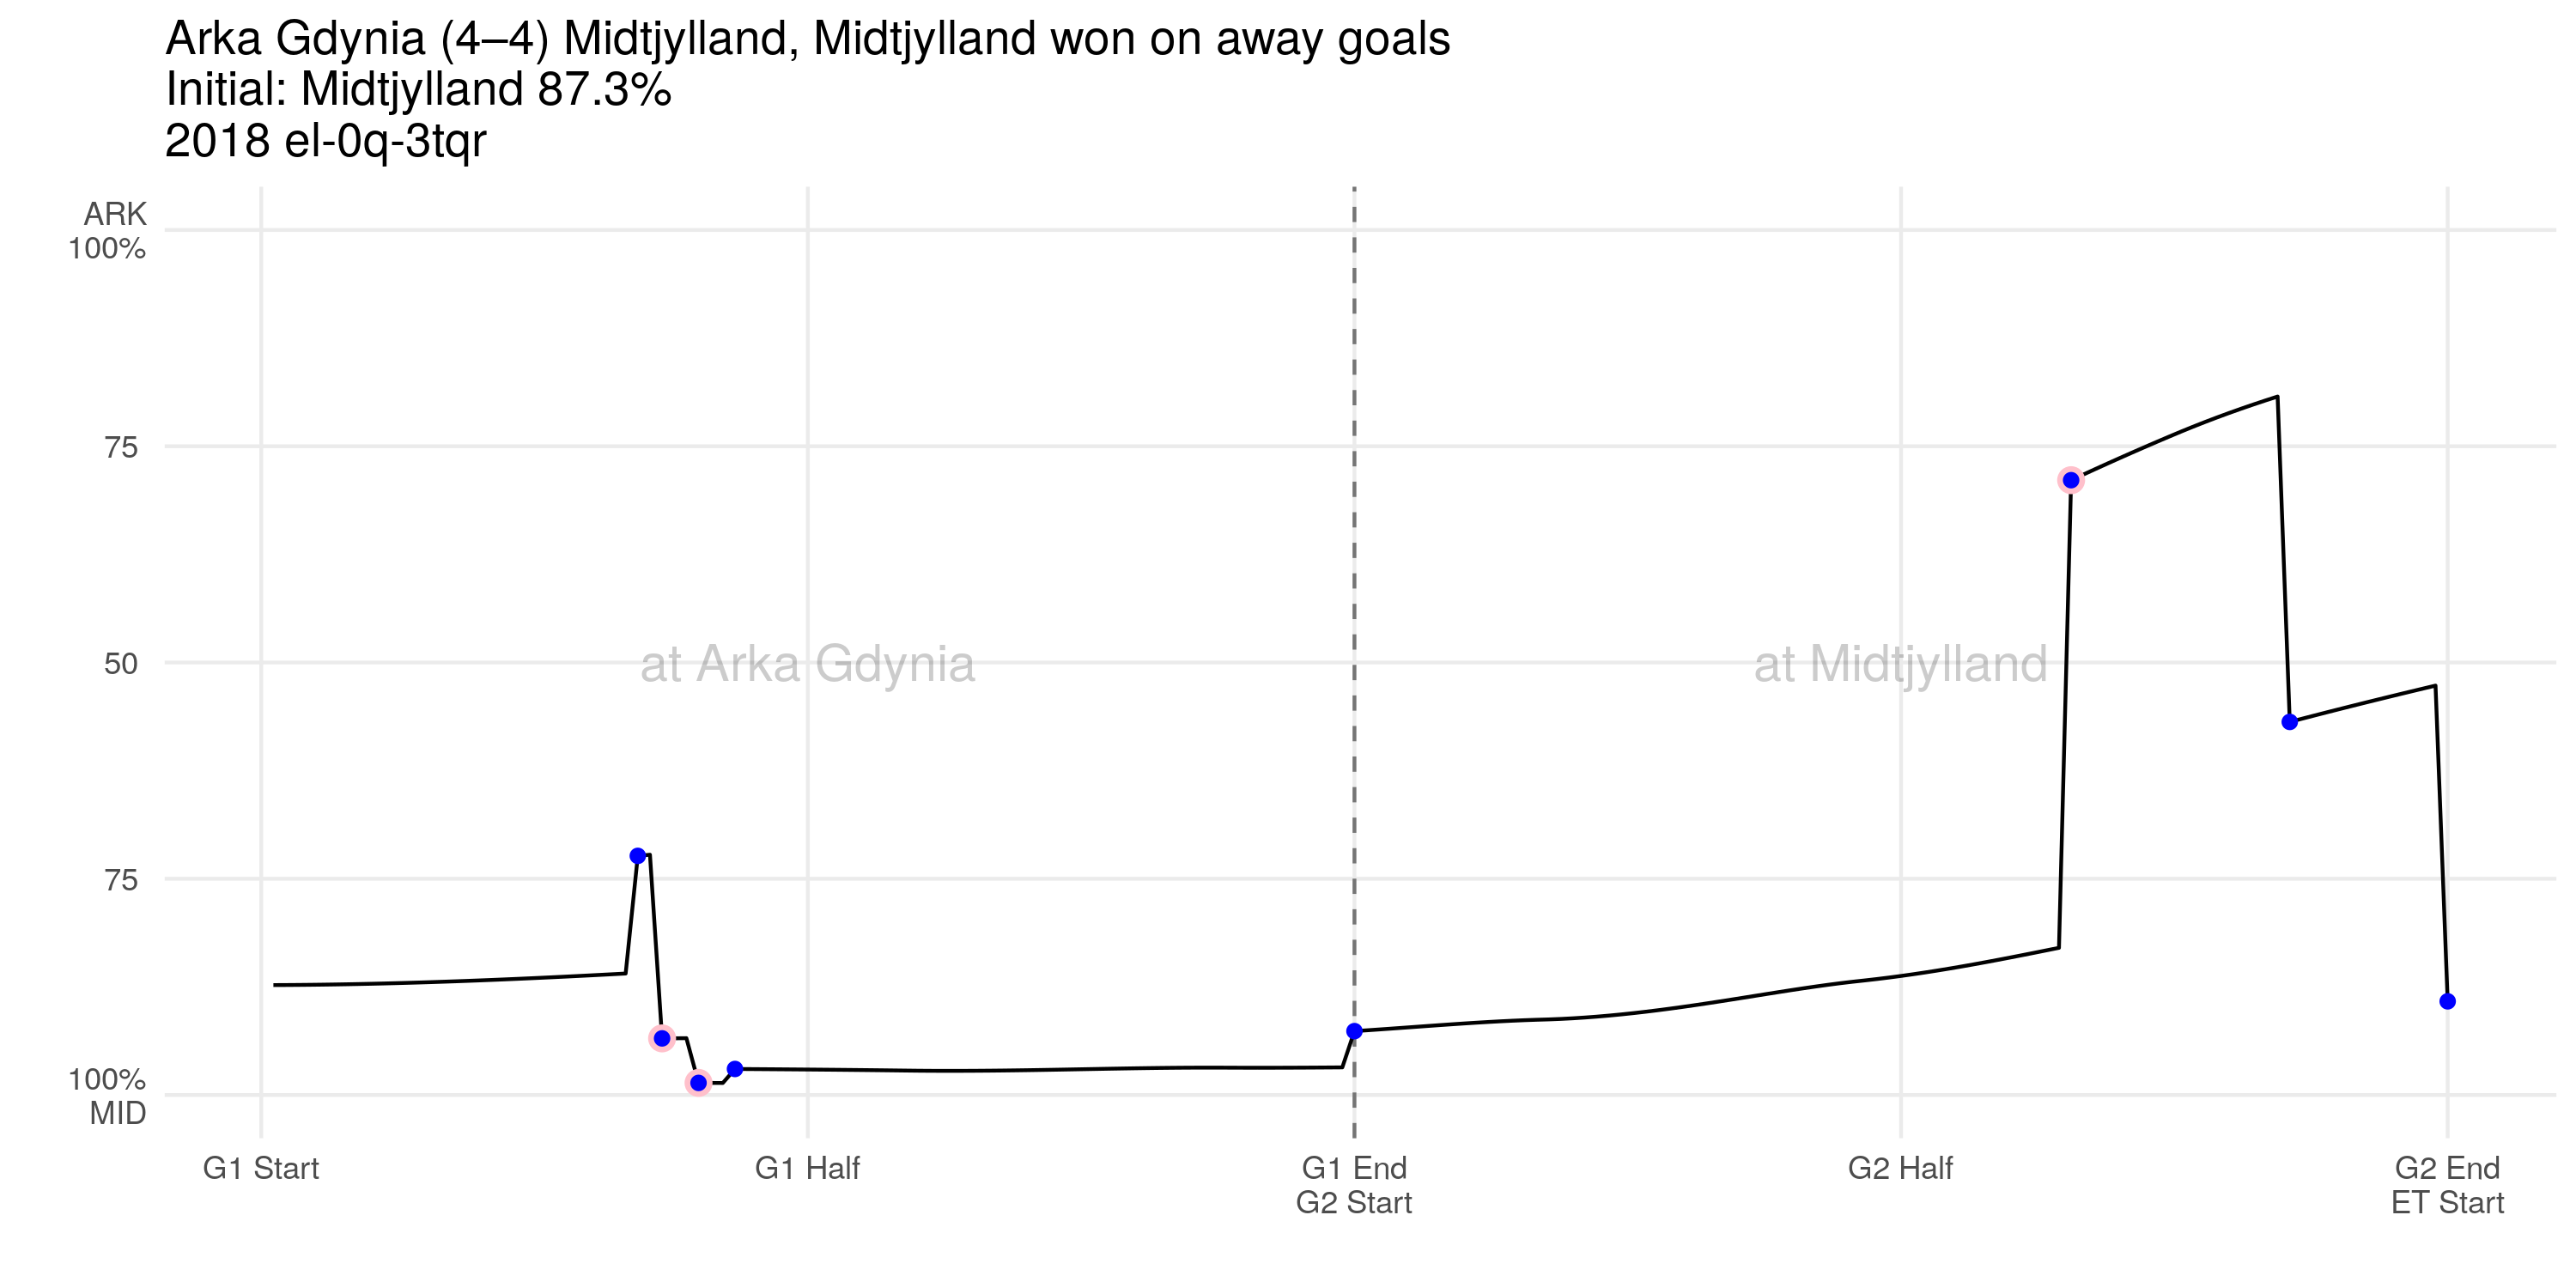 Arka Gdynia (4–4) Midtjylland, Midtjylland won on away goals
Initial: Midtjylland 87.3%
2018 el-0q-3tqr
ARK
100%
75
50
75
100%
MID
at Arka Gdynia
at Midtjylland
G1 Start
G1 Half
G1 End
G2 Start
G2 Half
G2 End
ET Start